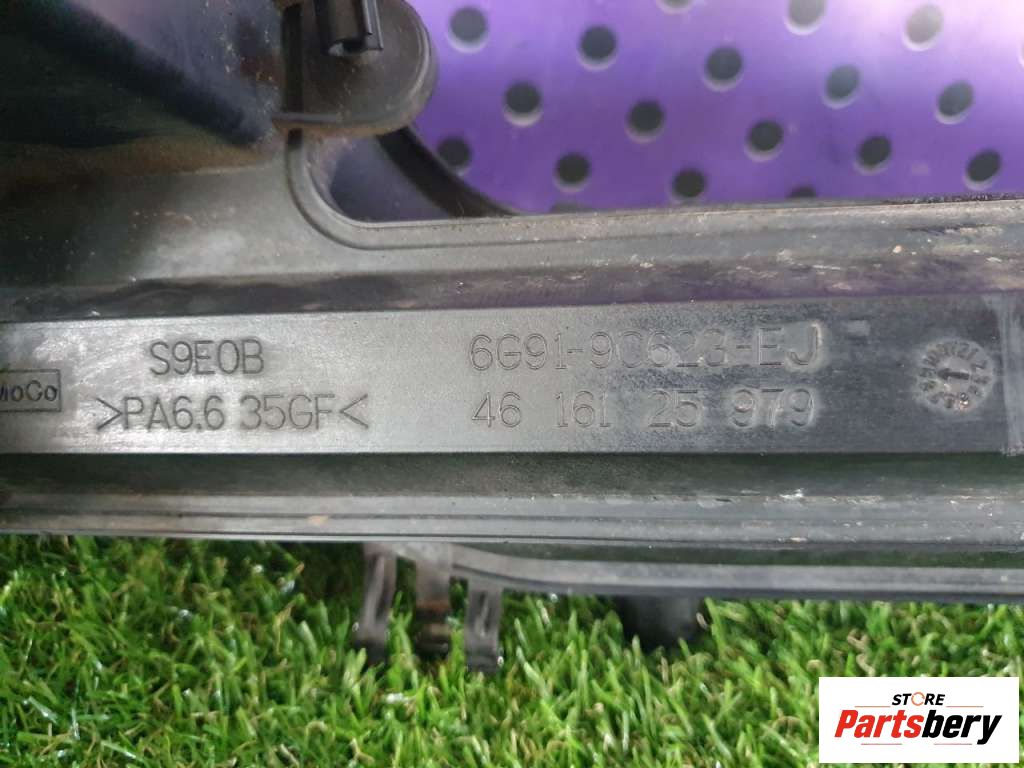 S9E0B
6G91-9C623-EJ
MoCo
>PA6.6 35GF<
46 161 25 979
STORE
Partsbery